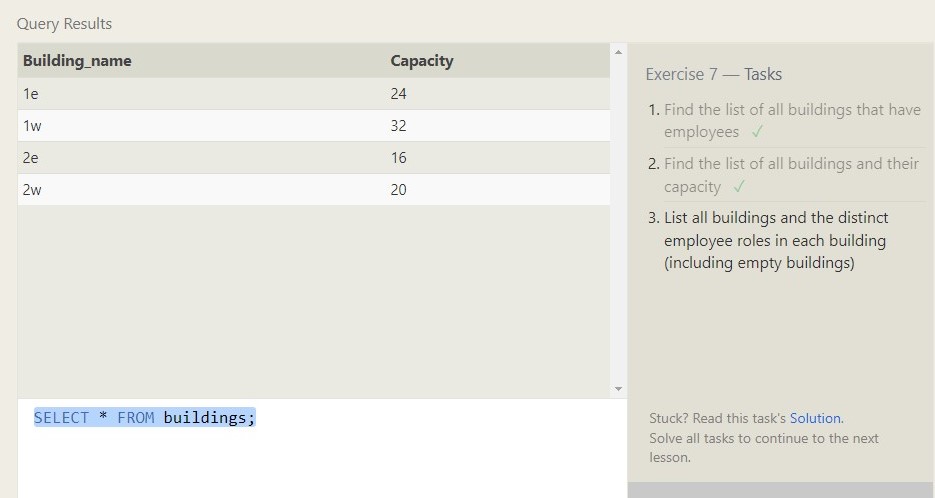 Query Results
Building_name Capacity
1e 24
1w 32
2e 16
2w 20
SELECT * FROM buildings;
Exercise 7 — Tasks
1. Find the list of all buildings that have
employees ✓
2. Find the list of all buildings and their
capacity ✓
3. List all buildings and the distinct
employee roles in each building
(including empty buildings)
Stuck? Read this task's Solution.
Solve all tasks to continue to the next
lesson.